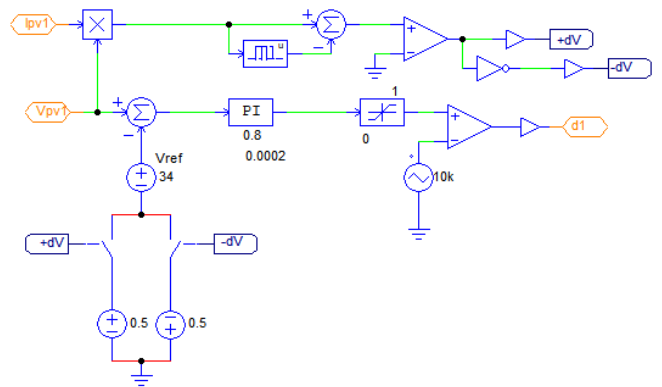 Ipv1
u
+dV
-dV
Vpv1
PI
0.8
0.0002
1
0
d1
10k
Vref
34
+dV
-dV
0.5
0.5